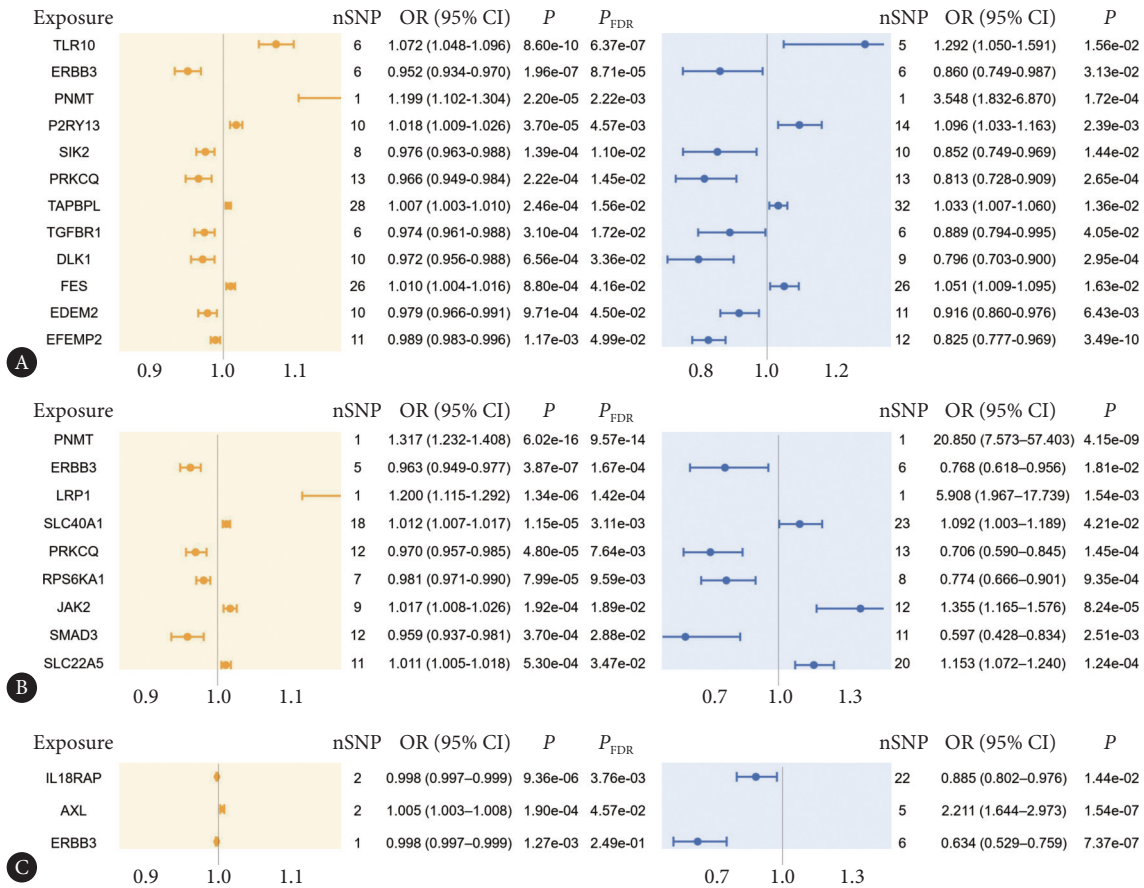 Exposure nSNP OR (95% CI) P PFDR nSNP OR (95% CI) P
TLR10 6 1.072 (1.048-1.096) 8.60e-10 6.37e-07 5 1.292 (1.050-1.591) 1.56e-02
ERBB3 6 0.952 (0.934-0.970) 1.96e-07 8.71e-05 6 0.860 (0.749-0.987) 3.13e-02
PNMT 1 1.199 (1.102-1.304) 2.20e-05 2.22e-03 1 3.548 (1.832-6.870) 1.72e-04
P2RY13 10 1.018 (1.009-1.026) 3.70e-05 4.57e-03 14 1.096 (1.033-1.163) 2.39e-03
SIK2 8 0.976 (0.963-0.988) 1.39e-04 1.10e-02 10 0.852 (0.749-0.969) 1.44e-02
PRKCQ 13 0.966 (0.949-0.984) 2.22e-04 1.45e-02 13 0.813 (0.728-0.909) 2.65e-04
TAPBPL 28 1.007 (1.003-1.010) 2.46e-04 1.56e-02 32 1.033 (1.007-1.060) 1.36e-02
TGFBR1 6 0.974 (0.961-0.988) 3.10e-04 1.72e-02 6 0.889 (0.794-0.995) 4.05e-02
DLK1 10 0.972 (0.956-0.988) 6.56e-04 3.36e-02 9 0.796 (0.703-0.900) 2.95e-04
FES 26 1.010 (1.004-1.016) 8.80e-04 4.16e-02 26 1.051 (1.009-1.095) 1.63e-02
EDEM2 10 0.979 (0.966-0.991) 9.71e-04 4.50e-02 11 0.916 (0.860-0.976) 6.43e-03
EFEMP2 11 0.989 (0.983-0.996) 1.17e-03 4.99e-02 12 0.825 (0.777-0.969) 3.49e-10
A 0.9 1.0 1.1 0.8 1.0 1.2
Exposure nSNP OR (95% CI) P PFDR nSNP OR (95% CI) P
PNMT 1 1.317 (1.232-1.408) 6.02e-16 9.57e-14 1 20.850 (7.573–57.403) 4.15e-09
ERBB3 5 0.963 (0.949-0.977) 3.87e-07 1.67e-04 6 0.768 (0.618–0.956) 1.81e-02
LRP1 1 1.200 (1.115-1.292) 1.34e-06 1.42e-04 1 5.908 (1.967–17.739) 1.54e-03
SLC40A1 18 1.012 (1.007-1.017) 1.15e-05 3.11e-03 23 1.092 (1.003–1.189) 4.21e-02
PRKCQ 12 0.970 (0.957-0.985) 4.80e-05 7.64e-03 13 0.706 (0.590–0.845) 1.45e-04
RPS6KA1 7 0.981 (0.971-0.990) 7.99e-05 9.59e-03 8 0.774 (0.666–0.901) 9.35e-04
JAK2 9 1.017 (1.008-1.026) 1.92e-04 1.89e-02 12 1.355 (1.165–1.576) 8.24e-05
SMAD3 12 0.959 (0.937-0.981) 3.70e-04 2.88e-02 11 0.597 (0.428–0.834) 2.51e-03
SLC22A5 11 1.011 (1.005-1.018) 5.30e-04 3.47e-02 20 1.153 (1.072–1.240) 1.24e-04
B 0.9 1.0 1.1 0.7 1.0 1.3
Exposure nSNP OR (95% CI) P PFDR nSNP OR (95% CI) P
IL18RAP 2 0.998 (0.997–0.999) 9.36e-06 3.76e-03 22 0.885 (0.802–0.976) 1.44e-02
AXL 2 1.005 (1.003–1.008) 1.90e-04 4.57e-02 5 2.211 (1.644–2.973) 1.54e-07
ERBB3 1 0.998 (0.997–0.999) 1.27e-03 2.49e-01 6 0.634 (0.529–0.759) 7.37e-07
C 0.9 1.0 1.1 0.7 1.0 1.3